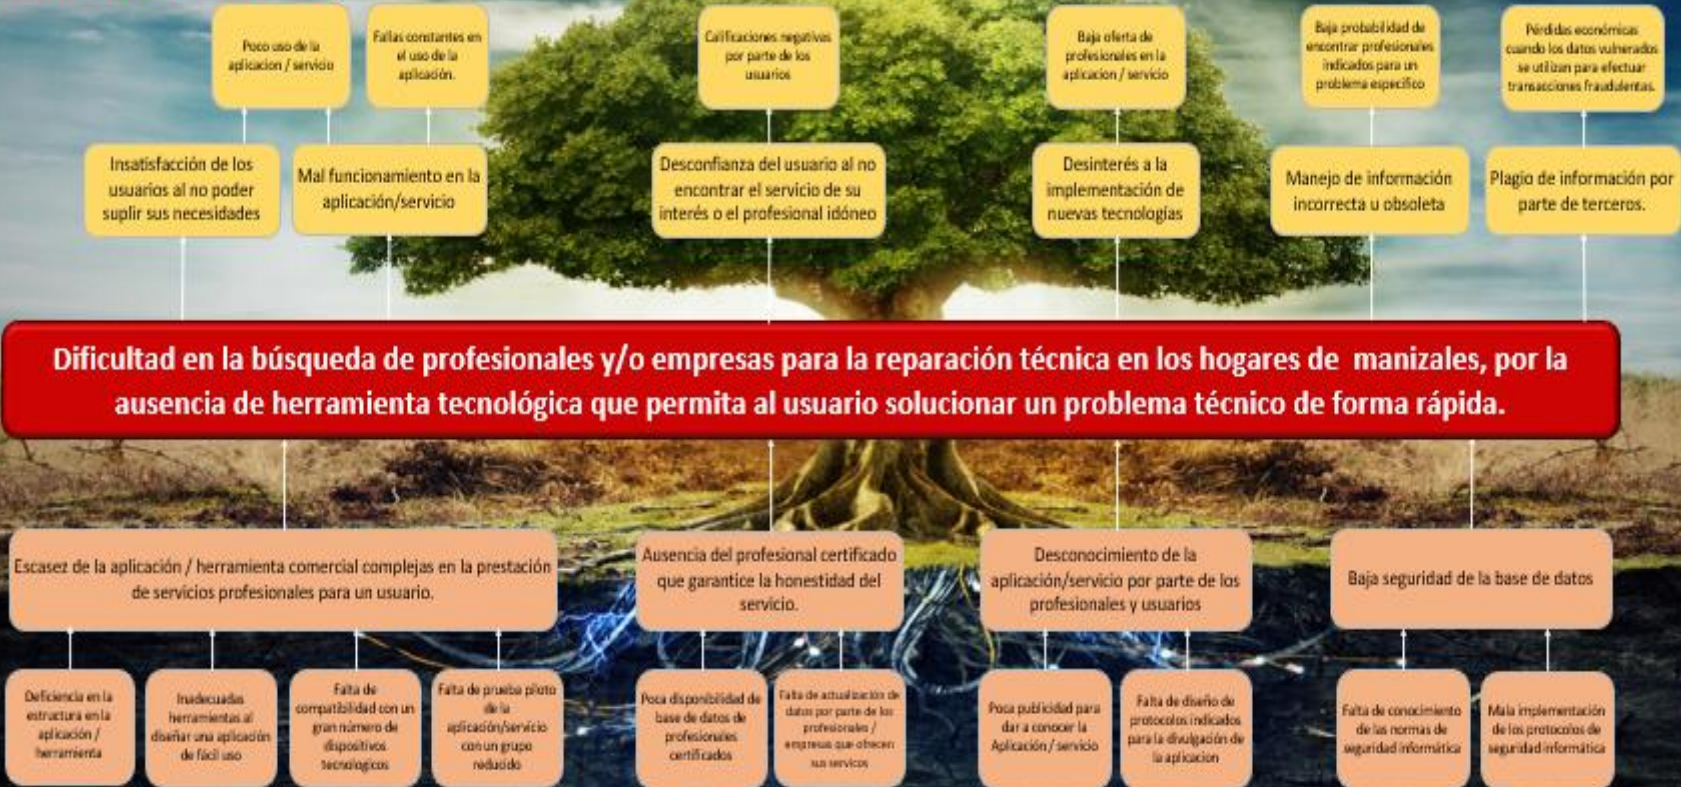 Poco uso de la
aplicacion / servicio
Fallas constantes en
el uso de la
aplicación.
Calificaciones negativas
por parte de los
usuarios
Baja oferta de
profesionales en la
aplicacion / servicio
Baja probabilidad de
encontrar profesionales
indicados para un
problema especifico
Pérdidas económicas
cuando los datos vulnerados
se utilizan para efectuar
transacciones fraudulentas.
Insatisfacción de los
usuarios al no poder
suplir sus necesidades
Mal funcionamiento en la
aplicación/servicio
Desconfianza del usuario al no
encontrar el servicio de su
interés o el profesional idóneo
Desinterés a la
implementación de
nuevas tecnologías
Manejo de información
incorrecta u obsoleta
Plagio de información por
parte de terceros.
Dificultad en la búsqueda de profesionales y/o empresas para la reparación técnica en los hogares de manizales, por la
ausencia de herramienta tecnológica que permita al usuario solucionar un problema técnico de forma rápida.
Escasez de la aplicación / herramienta comercial complejas en la prestación
de servicios profesionales para un usuario.
Ausencia del profesional certificado
que garantice la honestidad del
servicio.
Desconocimiento de la
aplicación/servicio por parte de los
profesionales y usuarios
Baja seguridad de la base de datos
Deficiencia en la
estructura en la
aplicación /
herramienta
Inadecuadas
herramientas al
diseñar una aplicación
de fácil uso
Falta de
compatibilidad con un
gran número de
dispositivos
tecnologicos
Falta de prueba piloto
de la
aplicación/servicio
con un grupo
reducido
Poca disponibilidad de
base de datos de
profesionales
certificados
Falta de actualización de
datos por parte de los
profesionales /
empresas que ofrecen
sus servicos
Poca publicidad para
dar a conocer la
Aplicación / servicio
Falta de diseño de
protocolos indicados
para la divulgación de
la aplicacion
Falta de conocimiento
de las normas de
seguridad informática
Mala implementación
de los protocolos de
seguridad informática